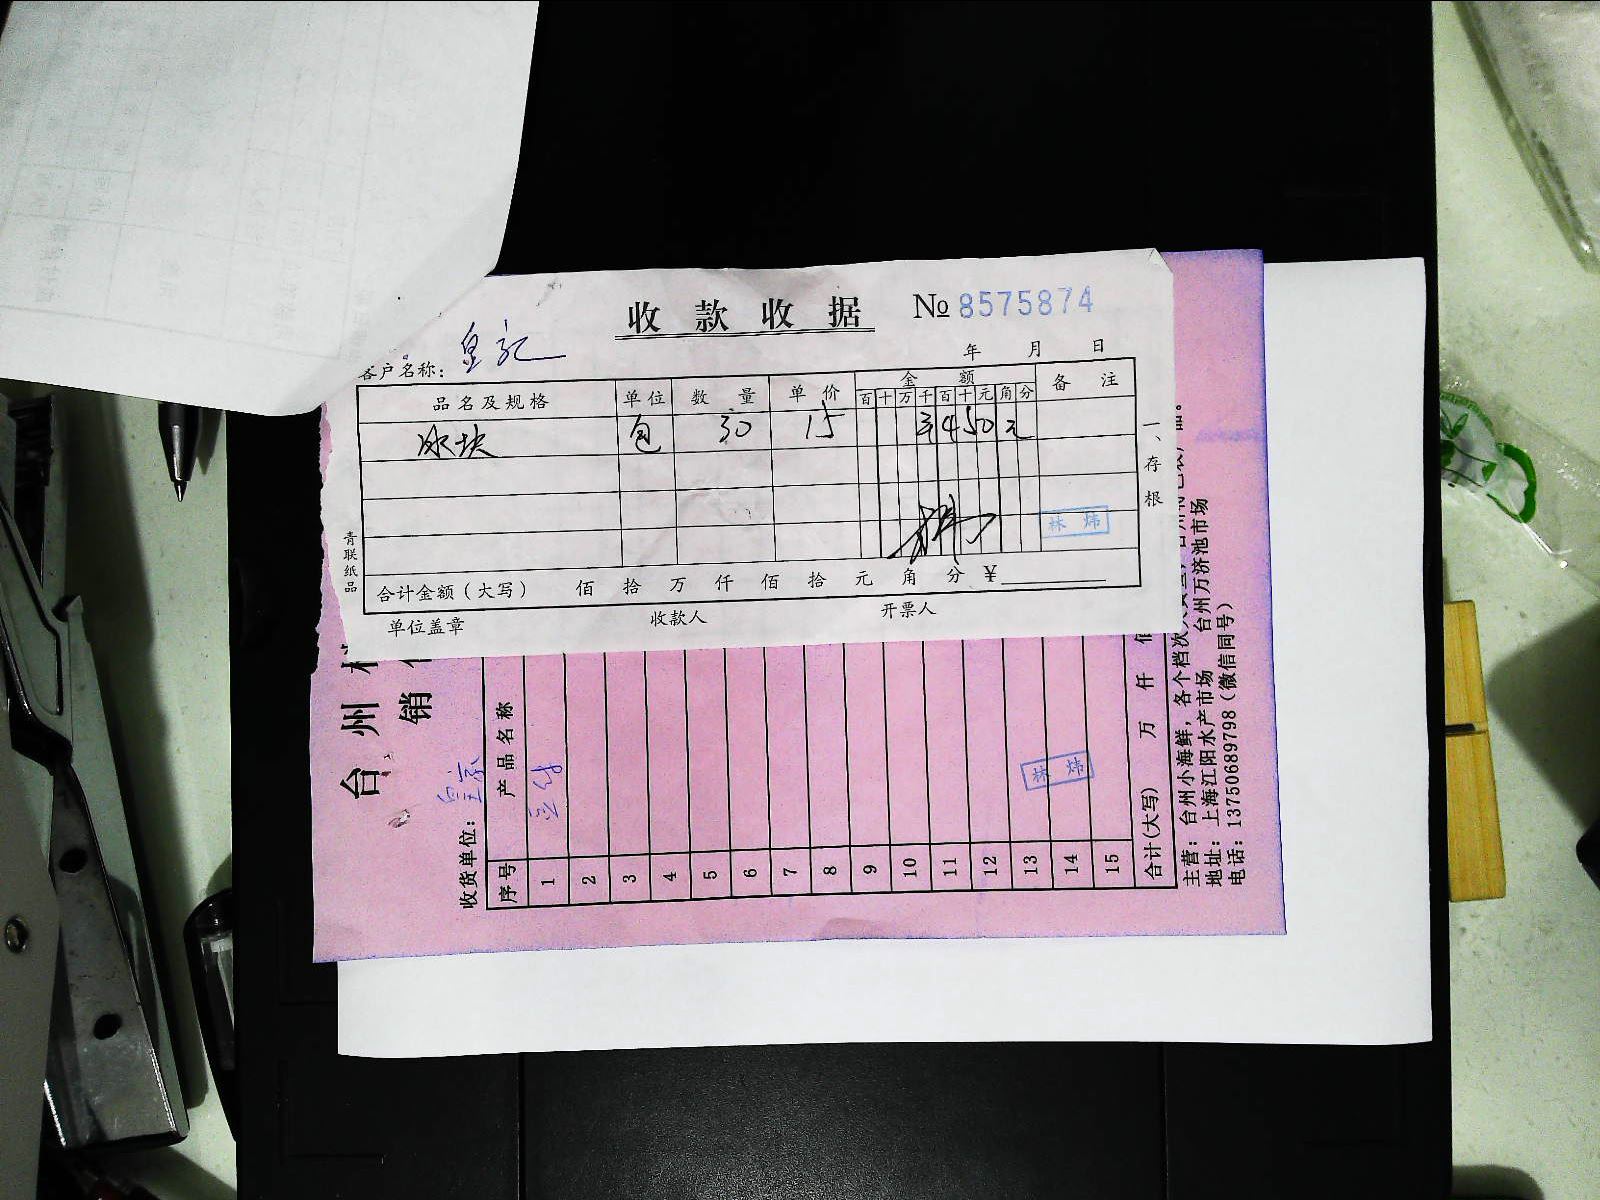 收款收据 № 8575874
客户名称： 皇记
年 月 日
品名及规格 单位 数量 单价 金额 备注
百 十 万 千 百 十 元 角 分
冰块 包 30 15 450元
林炜
合计金额（大写） 佰 拾 万 仟 佰 拾 元 角 分 ¥
单位盖章 收款人 开票人
一、存根
青联纸品
台州
销
收货单位：
序号 产品名称
1
2
3
4
5
6
7
8
9
10
11
12
13
14
15
林炜
合计(大写) 万 仟 佰
主营：台州小海鲜，各个档次
地址：上海江阳水产市场 台州万济池市场
电话：13750689798（微信同号）